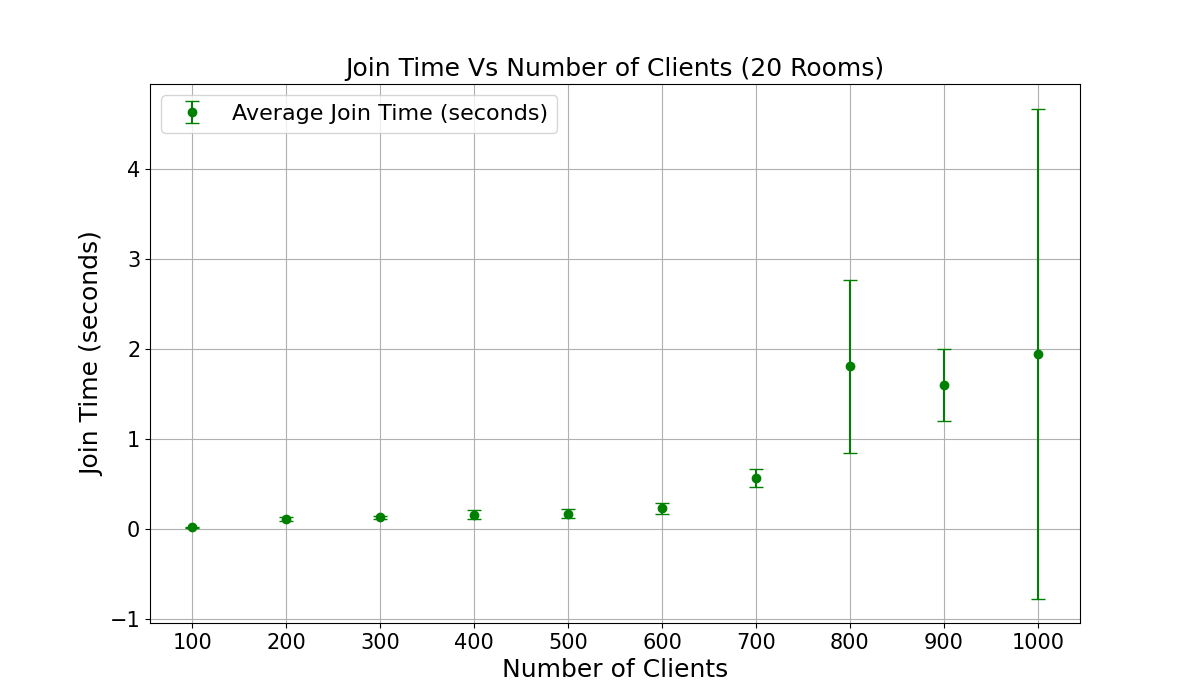 Join Time Vs Number of Clients (20 Rooms)
Average Join Time (seconds)
Join Time (seconds)
4
3
2
1
0
−1
100 200 300 400 500 600 700 800 900 1000
Number of Clients